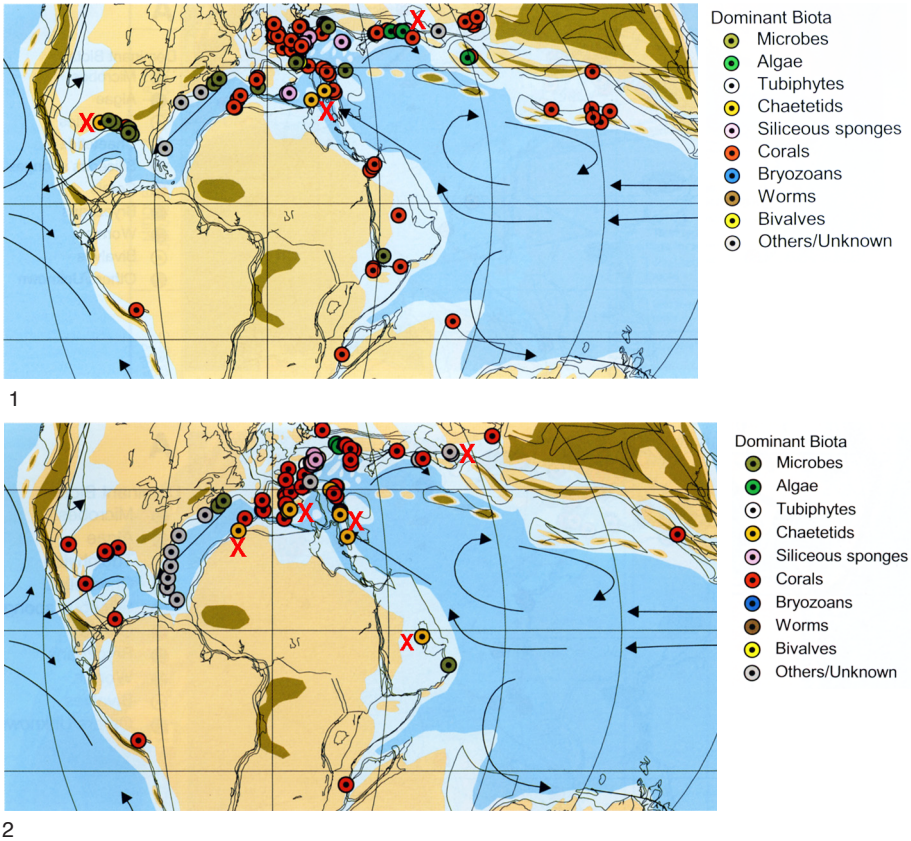 Dominant Biota
Microbes
Algae
Tubiphytes
Chaetetids
Siliceous sponges
Corals
Bryozoans
Worms
Bivalves
Others/Unknown
X
X
X
1
Dominant Biota
Microbes
Algae
Tubiphytes
Chaetetids
Siliceous sponges
Corals
Bryozoans
Worms
Bivalves
Others/Unknown
X
X
X
X
X
2